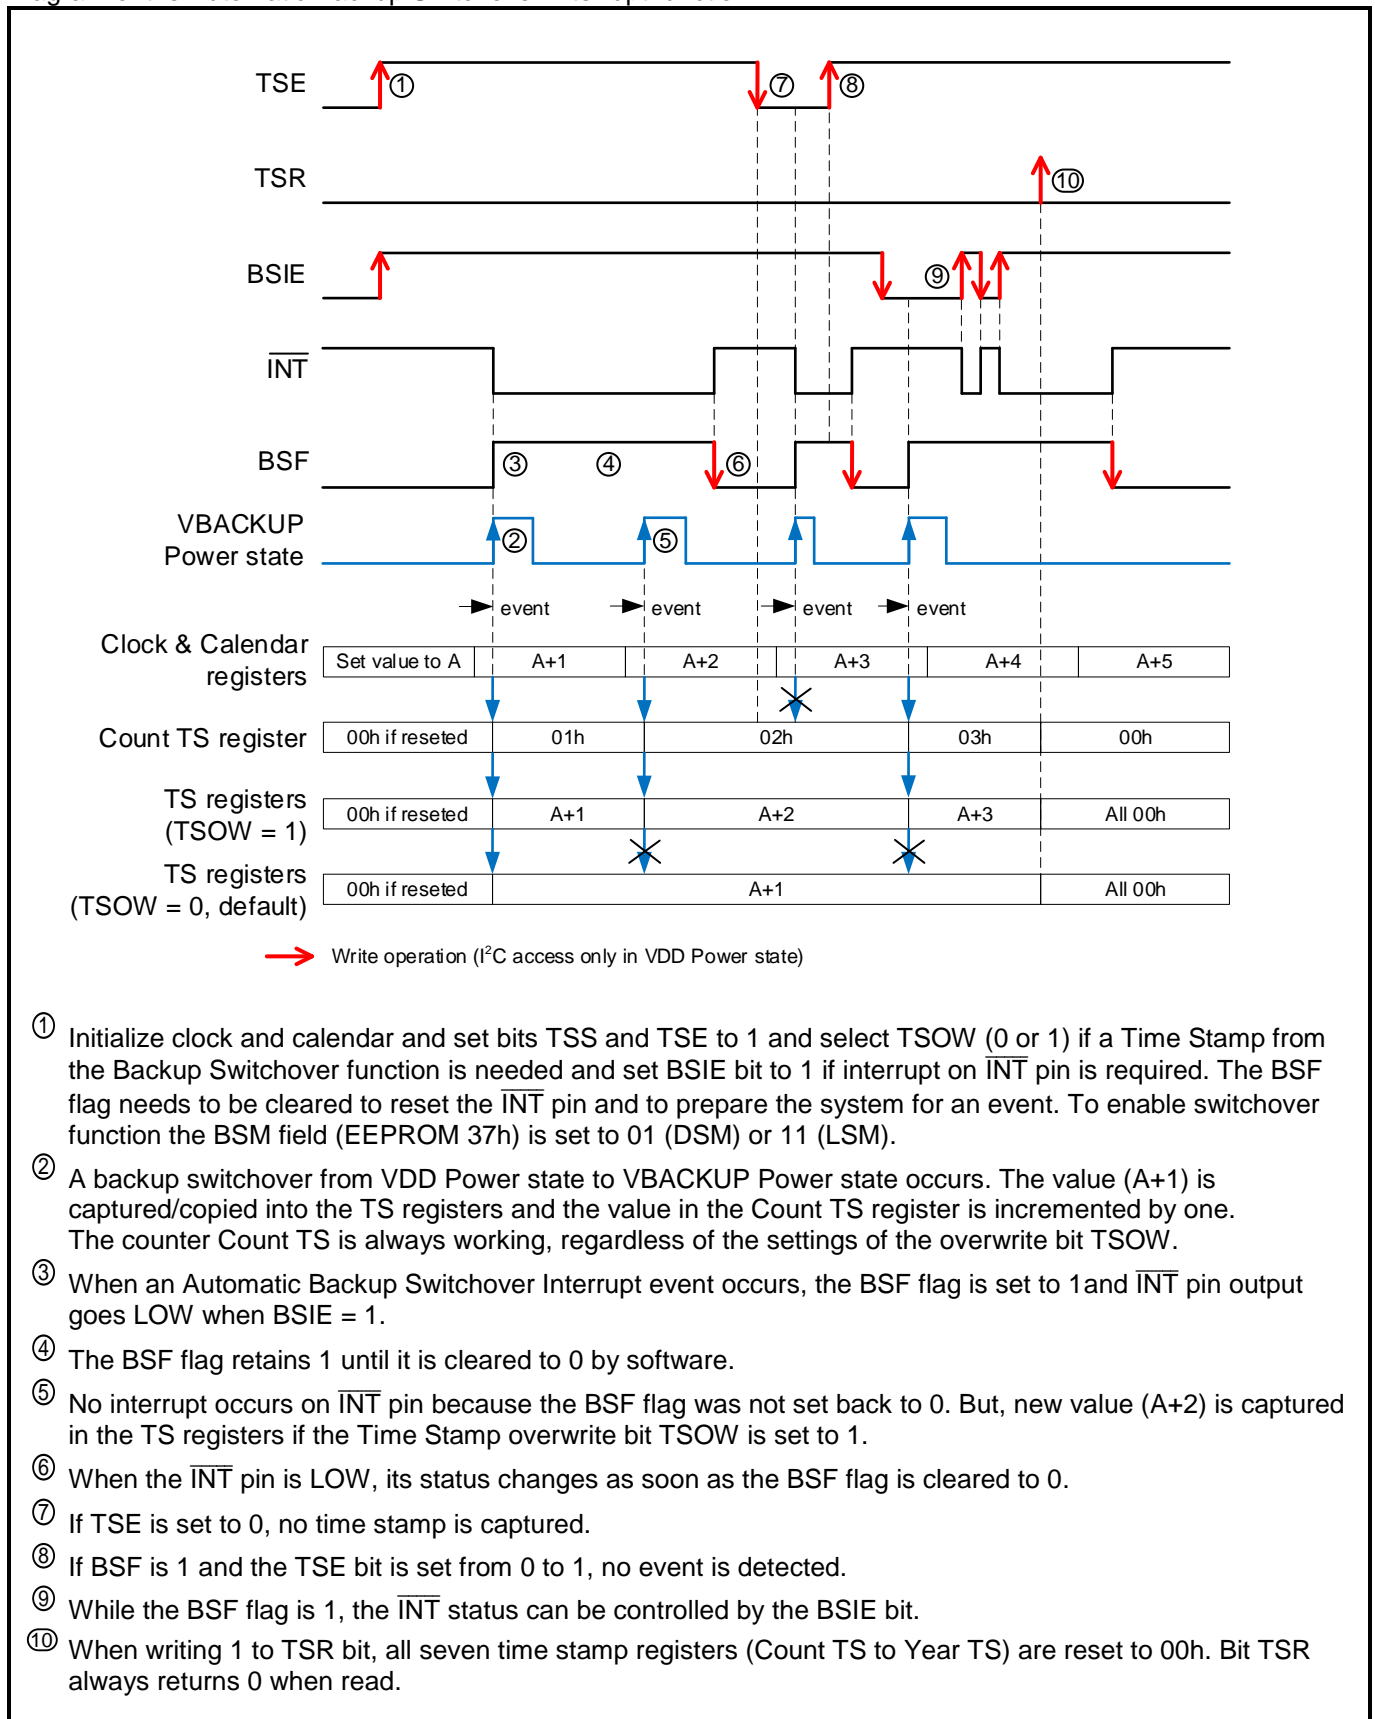 TSE
①
⑦
⑧
TSR
⑩
BSIE
⑨
INT
BSF
③
④
⑥
VBACKUP
Power state
②
⑤
event
event
event
event
Clock & Calendar
registers
Set value to A
A+1
A+2
A+3
A+4
A+5
Count TS register
00h if reseted
01h
02h
03h
00h
TS registers
(TSOW = 1)
00h if reseted
A+1
A+2
A+3
All 00h
TS registers
(TSOW = 0, default)
00h if reseted
A+1
All 00h
Write operation (I²C access only in VDD Power state)
① Initialize clock and calendar and set bits TSS and TSE to 1 and select TSOW (0 or 1) if a Time Stamp from
the Backup Switchover function is needed and set BSIE bit to 1 if interrupt on INT pin is required. The BSF
flag needs to be cleared to reset the INT pin and to prepare the system for an event. To enable switchover
function the BSM field (EEPROM 37h) is set to 01 (DSM) or 11 (LSM).
② A backup switchover from VDD Power state to VBACKUP Power state occurs. The value (A+1) is
captured/copied into the TS registers and the value in the Count TS register is incremented by one.
The counter Count TS is always working, regardless of the settings of the overwrite bit TSOW.
③ When an Automatic Backup Switchover Interrupt event occurs, the BSF flag is set to 1and INT pin output
goes LOW when BSIE = 1.
④ The BSF flag retains 1 until it is cleared to 0 by software.
⑤ No interrupt occurs on INT pin because the BSF flag was not set back to 0. But, new value (A+2) is captured
in the TS registers if the Time Stamp overwrite bit TSOW is set to 1.
⑥ When the INT pin is LOW, its status changes as soon as the BSF flag is cleared to 0.
⑦ If TSE is set to 0, no time stamp is captured.
⑧ If BSF is 1 and the TSE bit is set from 0 to 1, no event is detected.
⑨ While the BSF flag is 1, the INT status can be controlled by the BSIE bit.
⑩ When writing 1 to TSR bit, all seven time stamp registers (Count TS to Year TS) are reset to 00h. Bit TSR
always returns 0 when read.